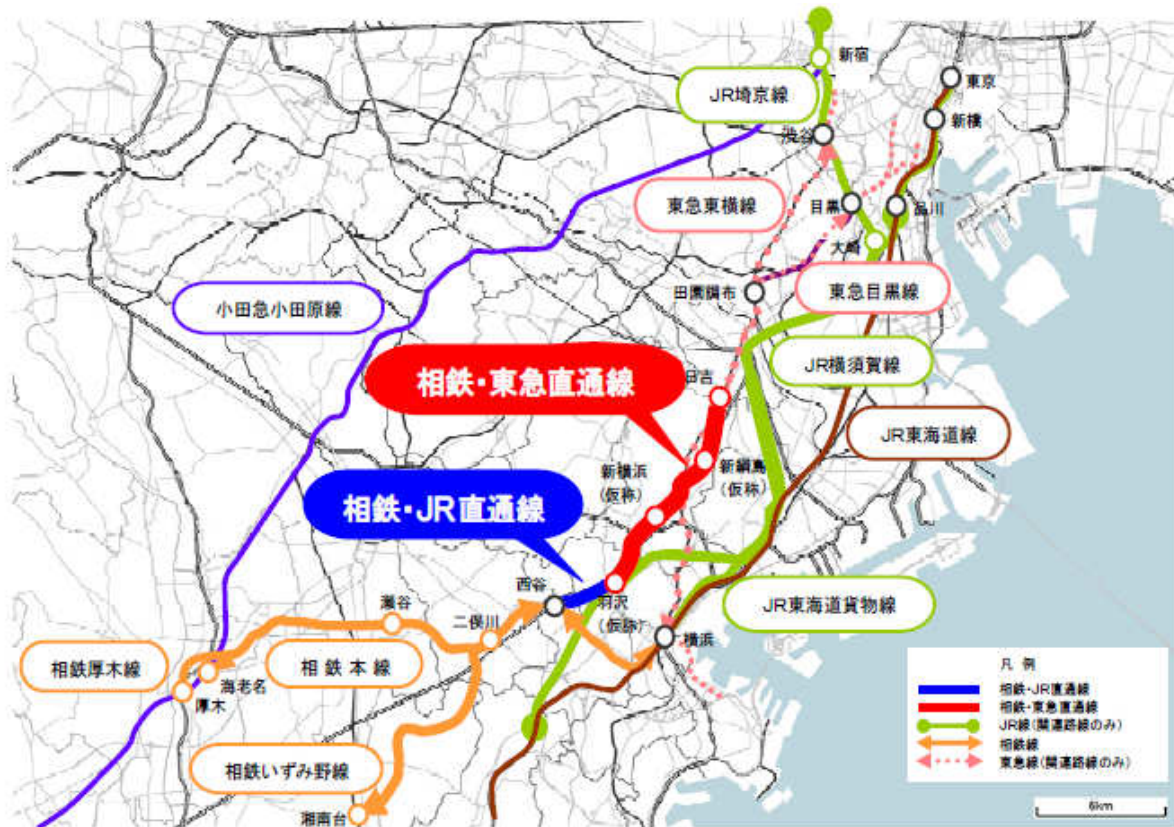 新宿
東京
JR埼京線
新橋
渋谷
東急東横線
目黒
品川
大崎
田園調布
東急目黒線
小田急小田原線
JR横須賀線
相鉄・東急直通線
日吉
JR東海道線
新横浜
(仮称)
新綱島
(仮称)
相鉄・JR直通線
西谷
羽沢
(仮称)
JR東海道貨物線
瀬谷
二俣川
横浜
相鉄厚木線
海老名
相鉄本線
厚木
相鉄いずみ野線
湘南台
凡例
相鉄・JR直通線
相鉄・東急直通線
JR線(関連路線のみ)
相鉄線
東急線(関連路線のみ)
6km